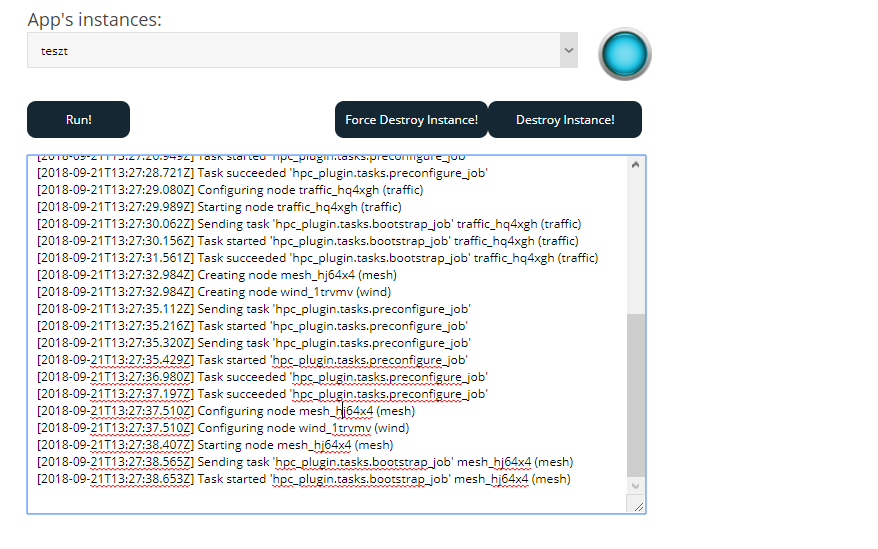 App's instances:
teszt
Run!
Force Destroy Instance!
Destroy Instance!
[2018-09-21T13:27:26.949Z] Task started 'hpc_plugin.tasks.preconfigure_job'
[2018-09-21T13:27:28.721Z] Task succeeded 'hpc_plugin.tasks.preconfigure_job'
[2018-09-21T13:27:29.080Z] Configuring node traffic_hq4xgh (traffic)
[2018-09-21T13:27:29.989Z] Starting node traffic_hq4xgh (traffic)
[2018-09-21T13:27:30.062Z] Sending task 'hpc_plugin.tasks.bootstrap_job' traffic_hq4xgh (traffic)
[2018-09-21T13:27:30.156Z] Task started 'hpc_plugin.tasks.bootstrap_job' traffic_hq4xgh (traffic)
[2018-09-21T13:27:31.561Z] Task succeeded 'hpc_plugin.tasks.bootstrap_job' traffic_hq4xgh (traffic)
[2018-09-21T13:27:32.984Z] Creating node mesh_hj64x4 (mesh)
[2018-09-21T13:27:32.984Z] Creating node wind_1trvmv (wind)
[2018-09-21T13:27:35.112Z] Sending task 'hpc_plugin.tasks.preconfigure_job'
[2018-09-21T13:27:35.216Z] Task started 'hpc_plugin.tasks.preconfigure_job'
[2018-09-21T13:27:35.320Z] Sending task 'hpc_plugin.tasks.preconfigure_job'
[2018-09-21T13:27:35.429Z] Task started 'hpc_plugin.tasks.preconfigure_job'
[2018-09-21T13:27:36.980Z] Task succeeded 'hpc_plugin.tasks.preconfigure_job'
[2018-09-21T13:27:37.197Z] Task succeeded 'hpc_plugin.tasks.preconfigure_job'
[2018-09-21T13:27:37.510Z] Configuring node mesh_hj64x4 (mesh)
[2018-09-21T13:27:37.510Z] Configuring node wind_1trvmv (wind)
[2018-09-21T13:27:38.407Z] Starting node mesh_hj64x4 (mesh)
[2018-09-21T13:27:38.565Z] Sending task 'hpc_plugin.tasks.bootstrap_job' mesh_hj64x4 (mesh)
[2018-09-21T13:27:38.653Z] Task started 'hpc_plugin.tasks.bootstrap_job' mesh_hj64x4 (mesh)